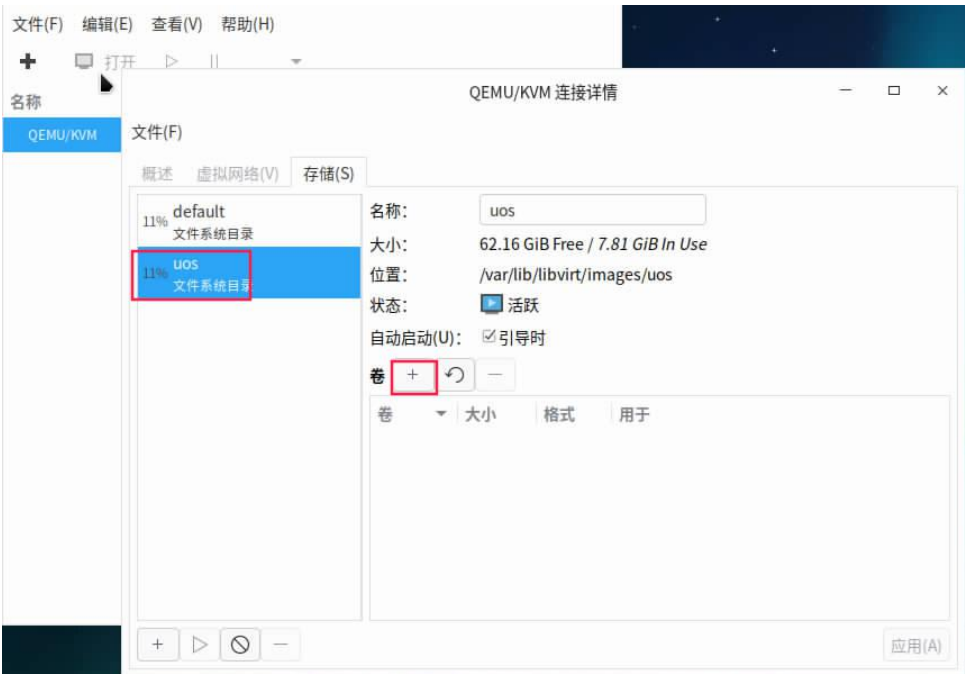 文件(F) 编辑(E) 查看(V) 帮助(H)
打开
名称
QEMU/KVM
QEMU/KVM 连接详情
文件(F)
概述 虚拟网络(V) 存储(S)
11% default
文件系统目录
11% uos
文件系统目录
名称: uos
大小: 62.16 GiB Free / 7.81 GiB In Use
位置: /var/lib/libvirt/images/uos
状态: 活跃
自动启动(U): 引导时
卷
卷 大小 格式 用于
应用(A)